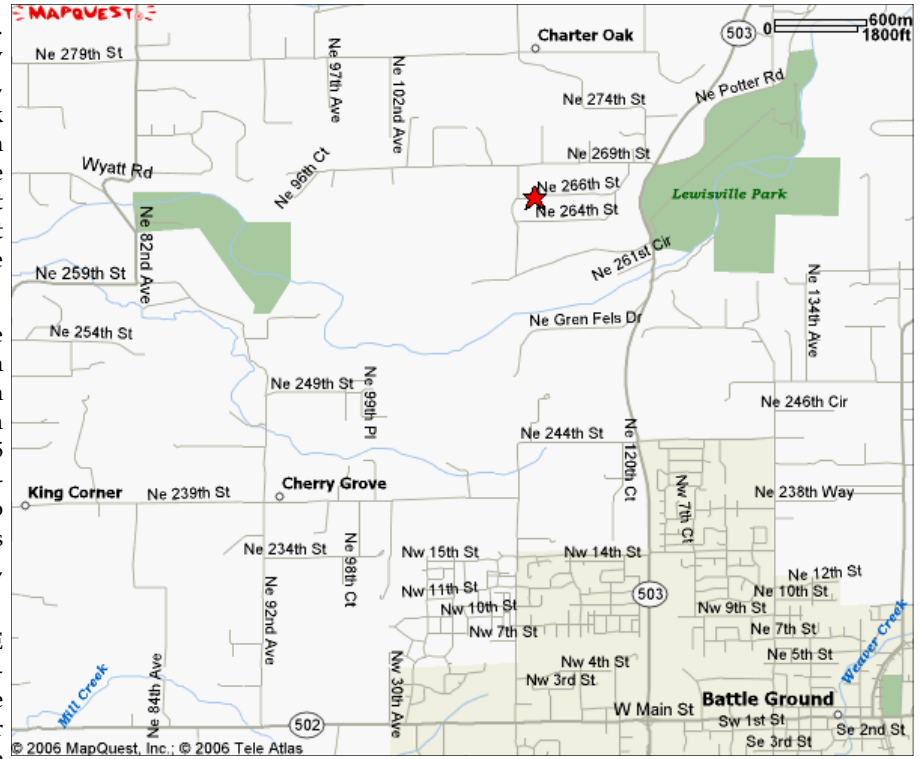 MAPQUEST.
600m
0
1800ft
503
Charter Oak
Ne 279th St
Ne 97th Ave
Ne 102nd Ave
Ne 274th St
Ne Potter Rd
Wyatt Rd
Ne 96th Ct
Ne 269th St
Ne 266th St
Ne 264th St
Lewisville Park
Ne 82nd Ave
Ne 261st Cir
Ne 259th St
Ne 134th Ave
Ne Gren Fels Dr
Ne 254th St
Ne 249th St
Ne 99th Pl
Ne 246th Cir
Ne 244th St
Ne 120th Ct
King Corner
Ne 239th St
Cherry Grove
Nw 7th Ct
Ne 238th Way
Ne 234th St
Ne 98th Ct
Nw 15th St
Nw 14th St
Ne 92nd Ave
Nw 11th St
Nw 10th St
503
Ne 12th St
Ne 10th St
Nw 9th St
Nw 7th St
Ne 7th St
Ne 5th St
Weaver Creek
Nw 4th St
Nw 3rd St
Nw 30th Ave
Ne 84th Ave
Mill Creek
W Main St
Battle Ground
Sw 1st St
Se 2nd St
Se 3rd St
502
© 2006 MapQuest, Inc.; © 2006 Tele Atlas